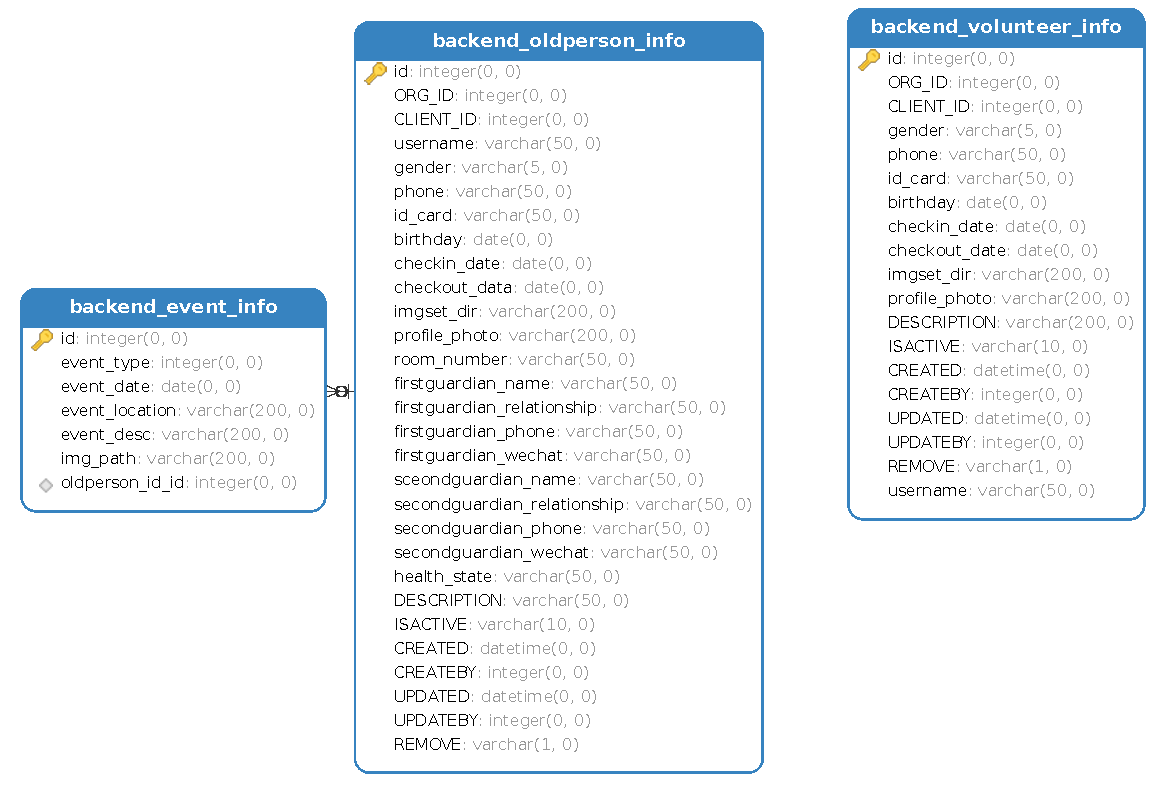 backend_event_info
id: integer(0, 0)
event_type: integer(0, 0)
event_date: date(0, 0)
event_location: varchar(200, 0)
event_desc: varchar(200, 0)
img_path: varchar(200, 0)
oldperson_id_id: integer(0, 0)
backend_oldperson_info
id: integer(0, 0)
ORG_ID: integer(0, 0)
CLIENT_ID: integer(0, 0)
username: varchar(50, 0)
gender: varchar(5, 0)
phone: varchar(50, 0)
id_card: varchar(50, 0)
birthday: date(0, 0)
checkin_date: date(0, 0)
checkout_data: date(0, 0)
imgset_dir: varchar(200, 0)
profile_photo: varchar(200, 0)
room_number: varchar(50, 0)
firstguardian_name: varchar(50, 0)
firstguardian_relationship: varchar(50, 0)
firstguardian_phone: varchar(50, 0)
firstguardian_wechat: varchar(50, 0)
sceondguardian_name: varchar(50, 0)
secondguardian_relationship: varchar(50, 0)
secondguardian_phone: varchar(50, 0)
secondguardian_wechat: varchar(50, 0)
health_state: varchar(50, 0)
DESCRIPTION: varchar(50, 0)
ISACTIVE: varchar(10, 0)
CREATED: datetime(0, 0)
CREATEBY: integer(0, 0)
UPDATED: datetime(0, 0)
UPDATEBY: integer(0, 0)
REMOVE: varchar(1, 0)
backend_volunteer_info
id: integer(0, 0)
ORG_ID: integer(0, 0)
CLIENT_ID: integer(0, 0)
gender: varchar(5, 0)
phone: varchar(50, 0)
id_card: varchar(50, 0)
birthday: date(0, 0)
checkin_date: date(0, 0)
checkout_date: date(0, 0)
imgset_dir: varchar(200, 0)
profile_photo: varchar(200, 0)
DESCRIPTION: varchar(200, 0)
ISACTIVE: varchar(10, 0)
CREATED: datetime(0, 0)
CREATEBY: integer(0, 0)
UPDATED: datetime(0, 0)
UPDATEBY: integer(0, 0)
REMOVE: varchar(1, 0)
username: varchar(50, 0)